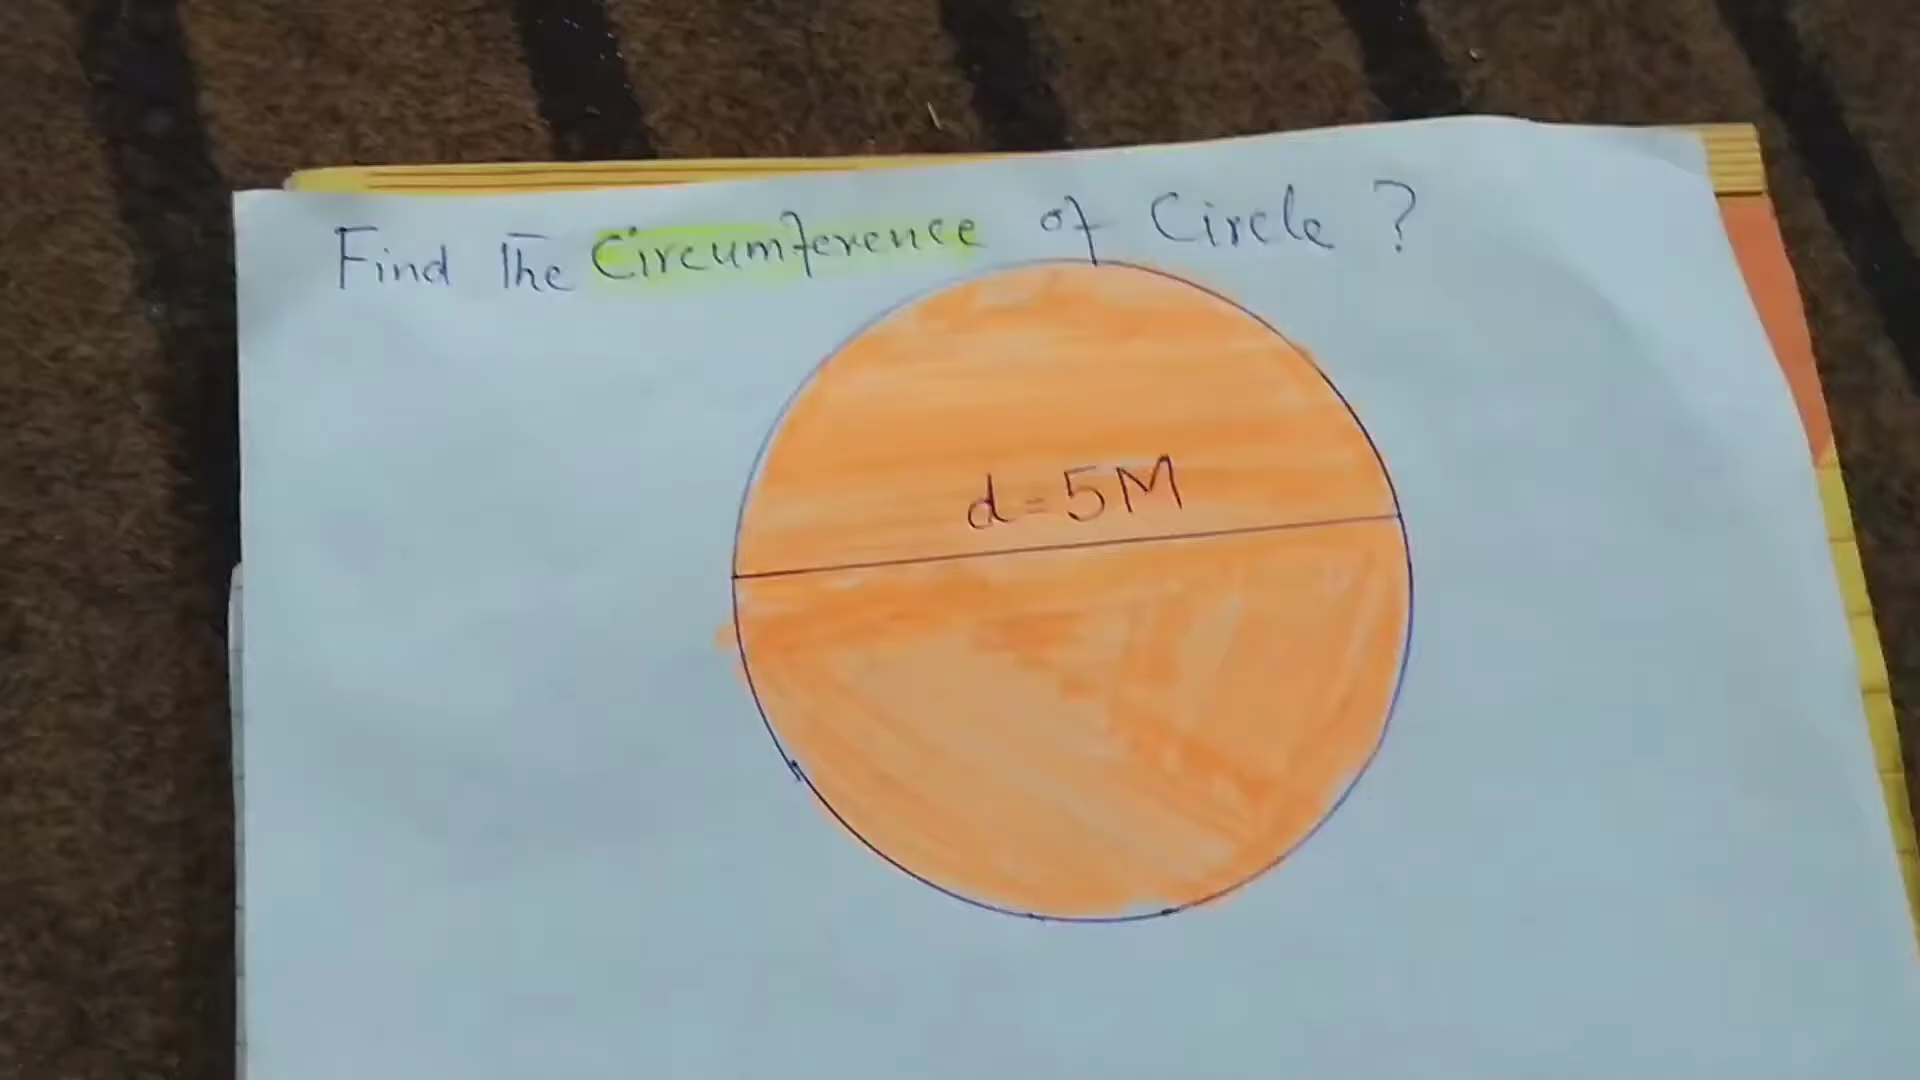 Find The Circumference of Circle ?
d = 5M